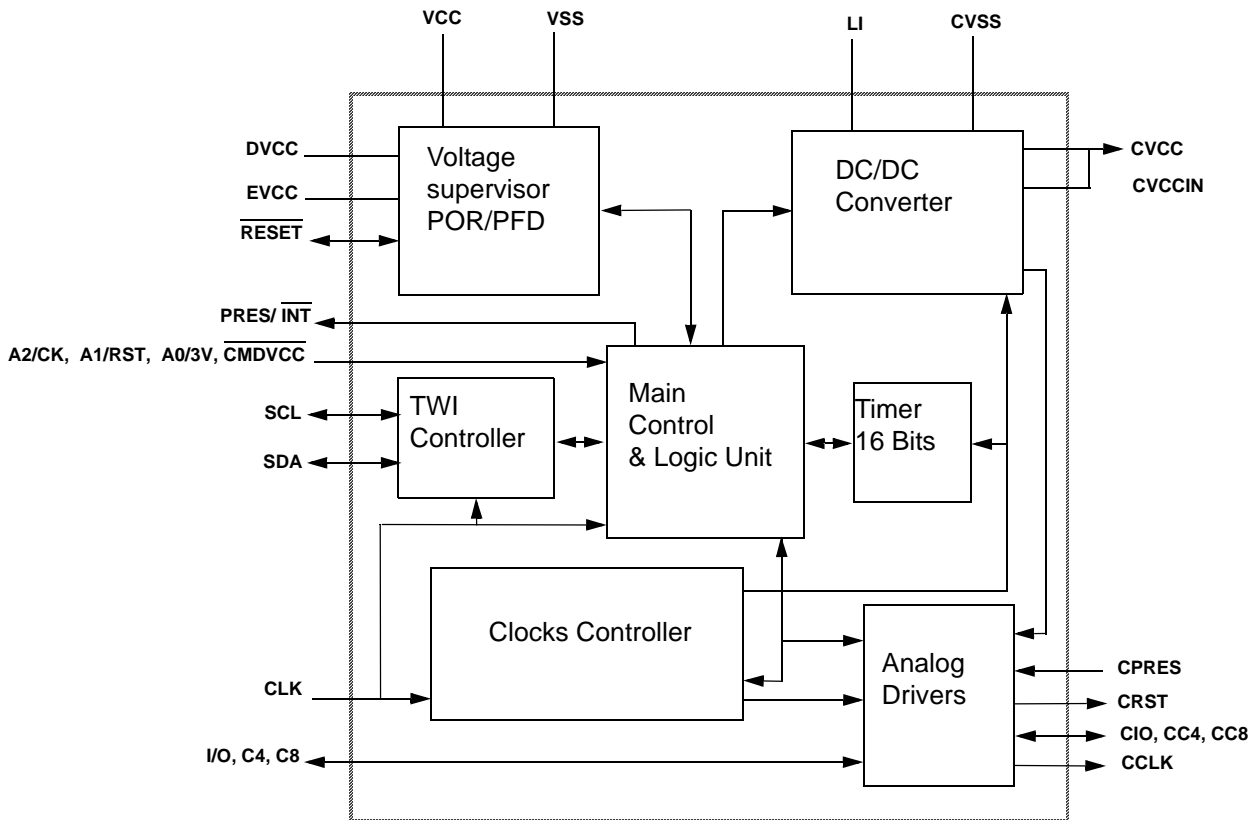 VCC
VSS
LI
CVSS
DVCC
EVCC
RESET
Voltage
supervisor
POR/PFD
DC/DC
Converter
CVCC
CVCCIN
PRES/ INT
A2/CK, A1/RST, A0/3V, CMDVCC
SCL
SDA
TWI
Controller
Main
Control
& Logic Unit
Timer
16 Bits
Clocks Controller
CLK
I/O, C4, C8
Analog
Drivers
CPRES
CRST
CIO, CC4, CC8
CCLK